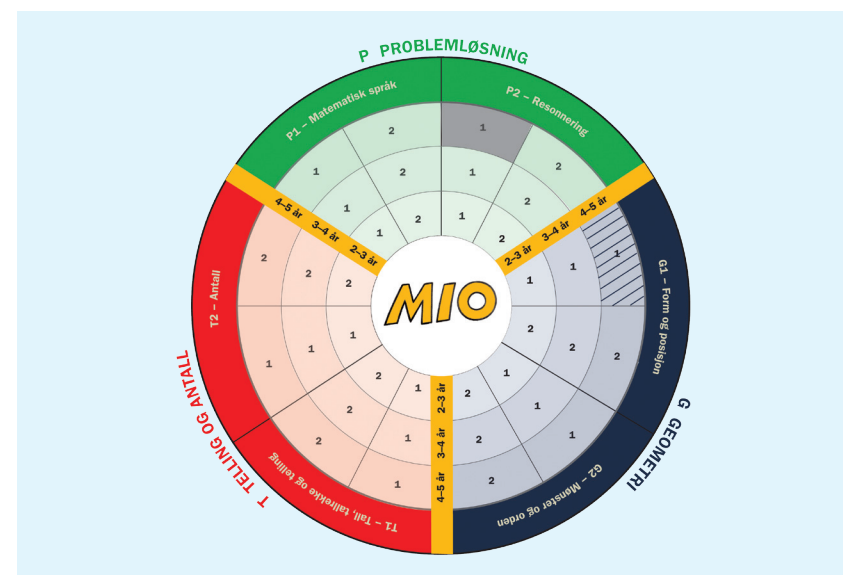 P PROBLEMLØSNING
P1 – Matematisk språk
P2 – Resonnering
2
1
1
2
2
1
1
2
1
2
1
2
4–5 år
3–4 år
2–3 år
2–3 år
3–4 år
4–5 år
T2 – Antall
2
2
2
1
1
1
MIO
1
1
1
2
2
2
G1 – Form og posisjon
G GEOMETRI
T TELLING OG ANTALL
2
1
2
1
2
1
T1 – Tall, tallrekke og telling
2–3 år
3–4 år
4–5 år
2
1
2
1
2
1
G2 – Mønster og orden